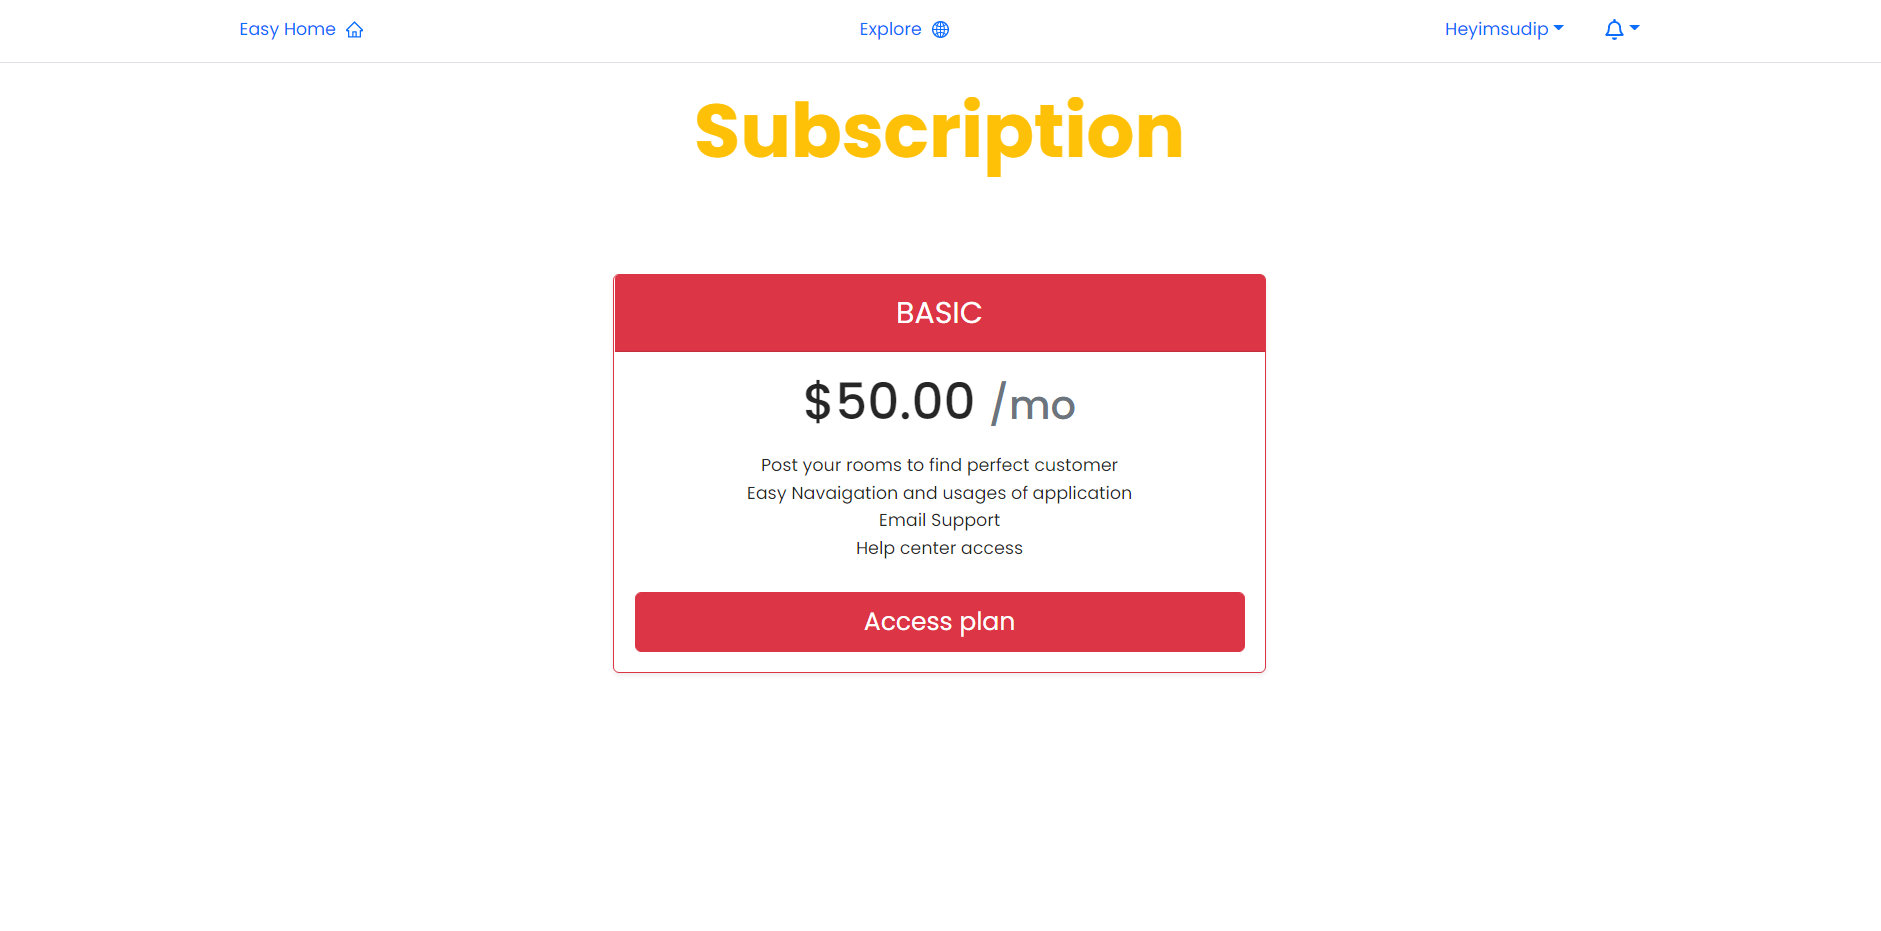 Easy Home
Explore
Heyimsudip
Subscription
BASIC
$50.00 /mo
Post your rooms to find perfect customer
Easy Navaigation and usages of application
Email Support
Help center access
Access plan